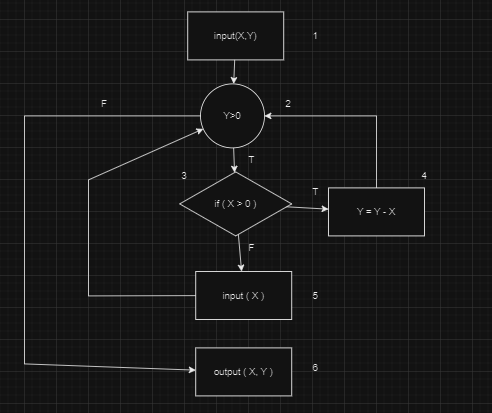 input(X,Y)
1
F
Y>0
2
T
3
if ( X > 0 )
T
4
Y = Y - X
F
input ( X )
5
output ( X, Y )
6